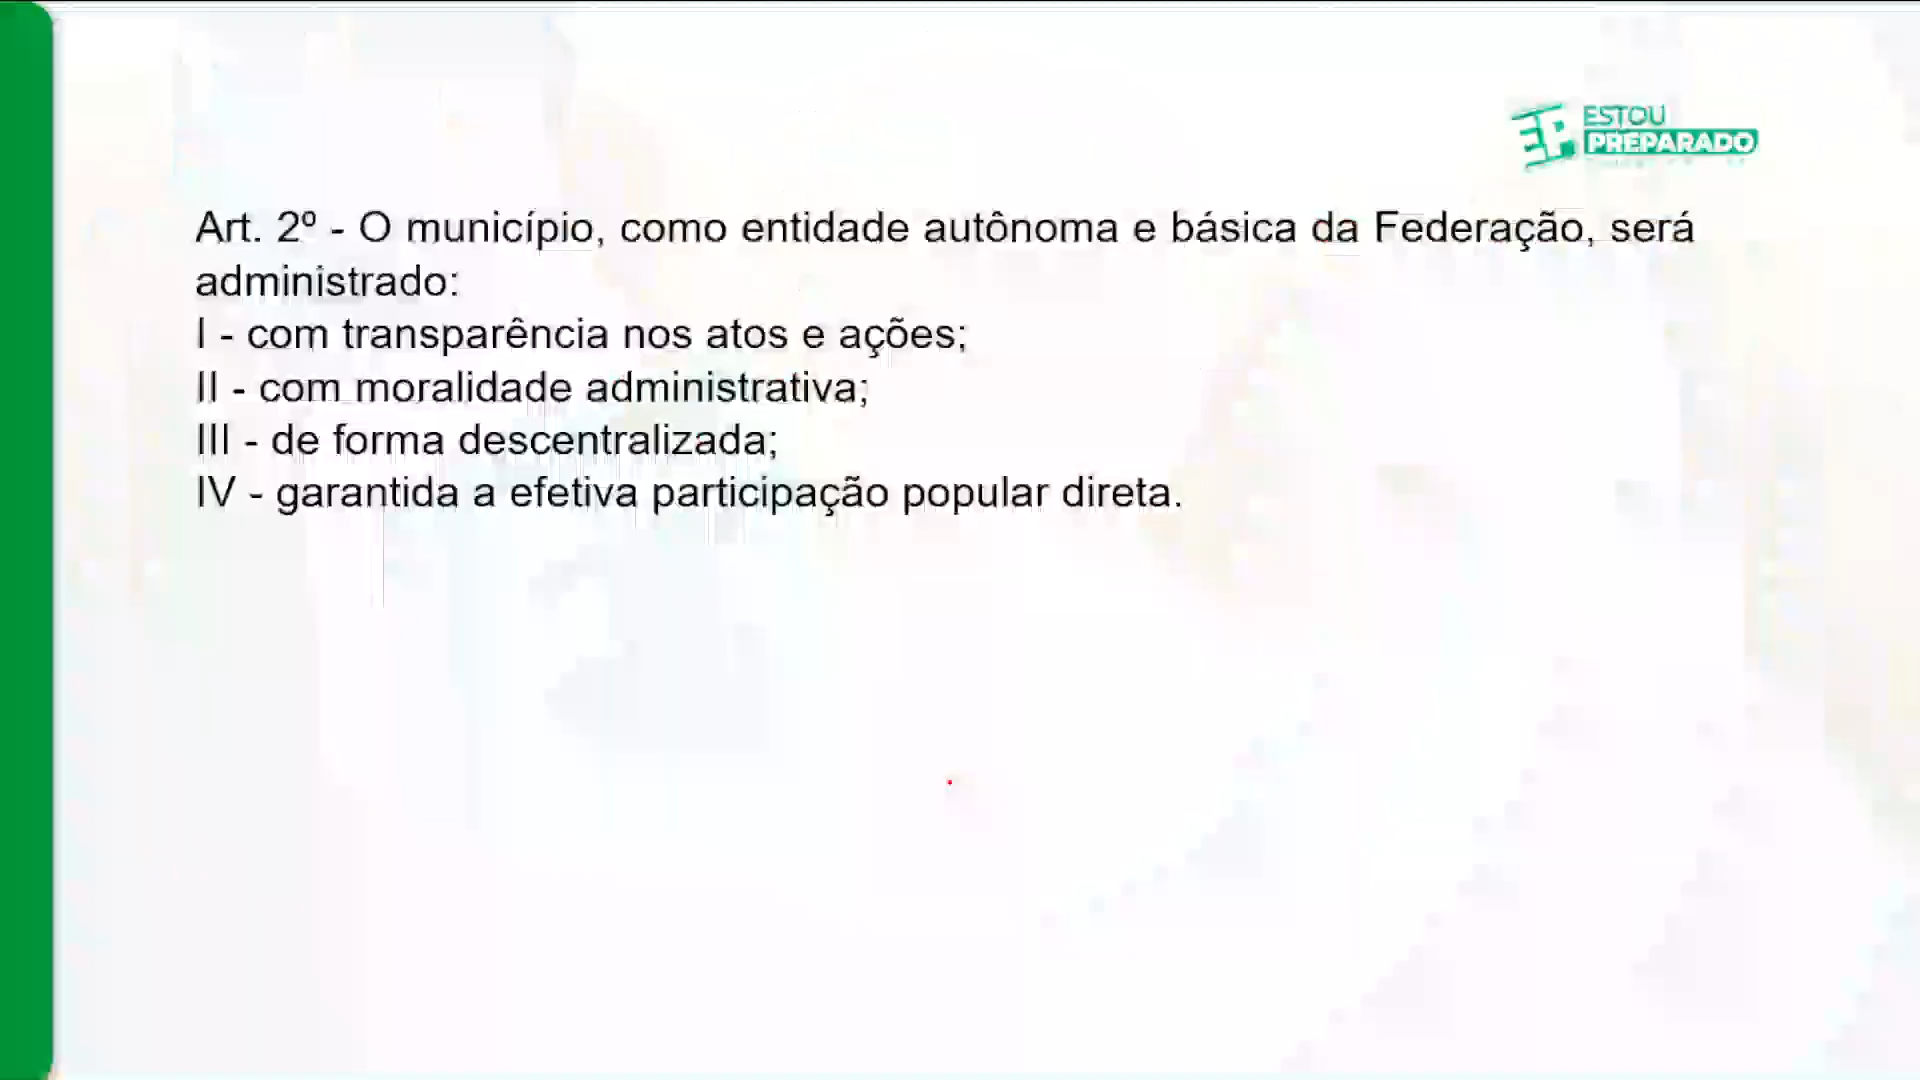 ESTOU
PREPARADO
Art. 2º - O município, como entidade autônoma e básica da Federação, será
administrado:
I - com transparência nos atos e ações;
II - com moralidade administrativa;
III - de forma descentralizada;
IV - garantida a efetiva participação popular direta.